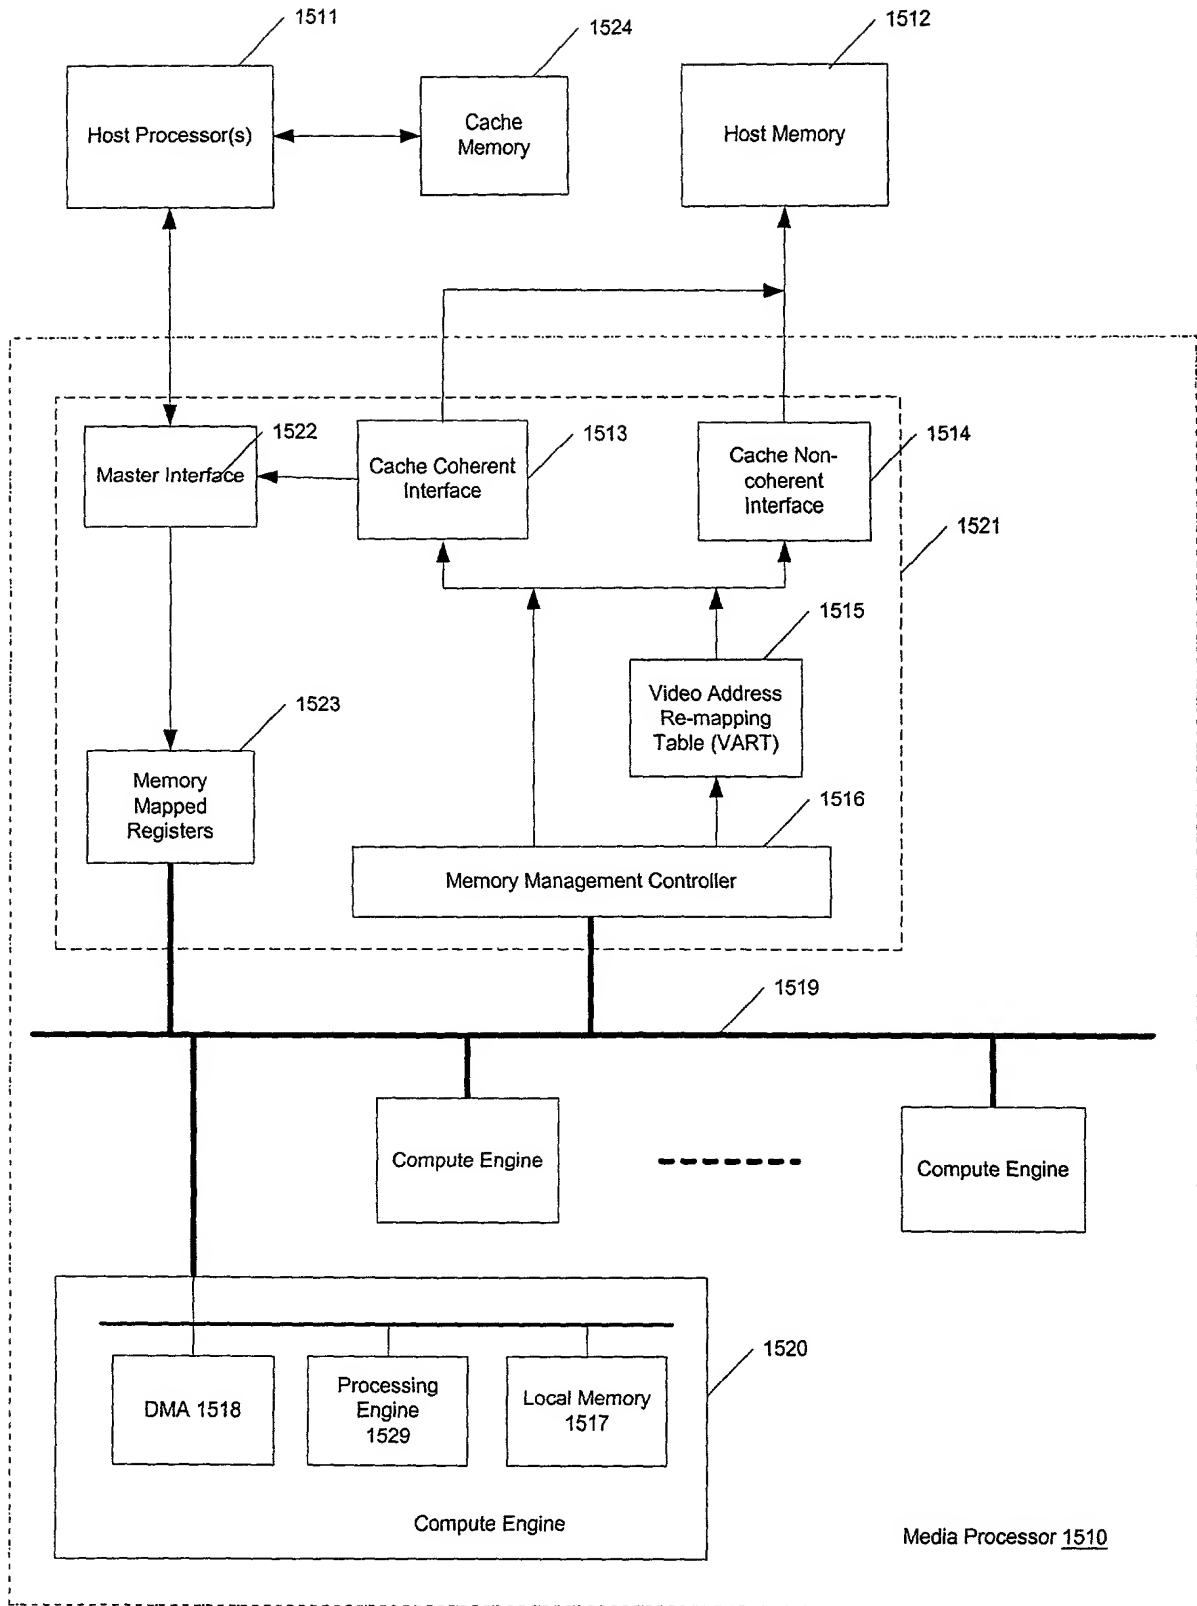 1511
1524
1512
Host Processor(s)
Cache
Memory
Host Memory
1522
1513
1514
Master Interface
Cache Coherent
Interface
Cache Non-
coherent
Interface
1521
1515
Video Address
Re-mapping
Table (VART)
1523
Memory
Mapped
Registers
1516
Memory Management Controller
1519
Compute Engine
Compute Engine
1520
DMA 1518
Processing
Engine
1529
Local Memory
1517
Compute Engine
Media Processor 1510